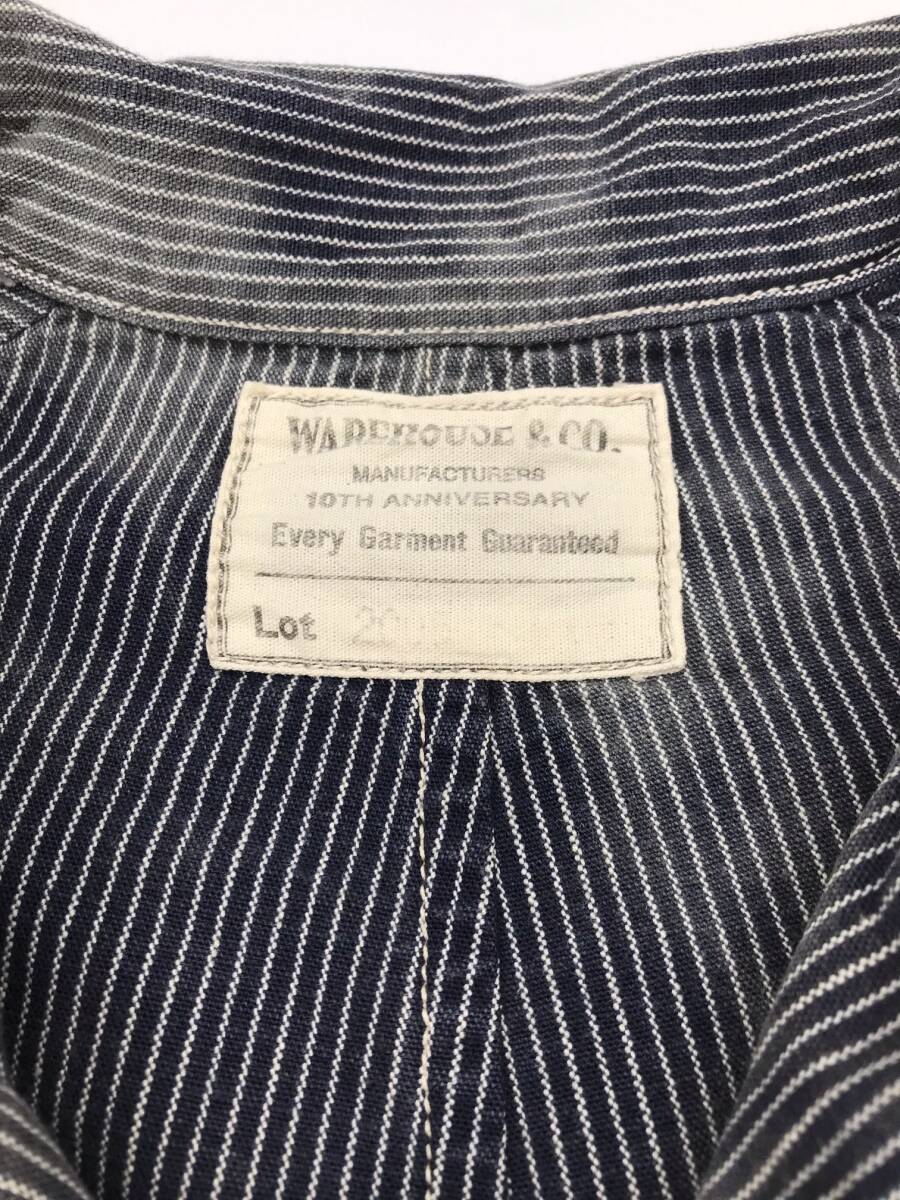 WAREHOUSE & CO.
MANUFACTURERS
10TH ANNIVERSARY
Every Garment Guaranteed
Lot